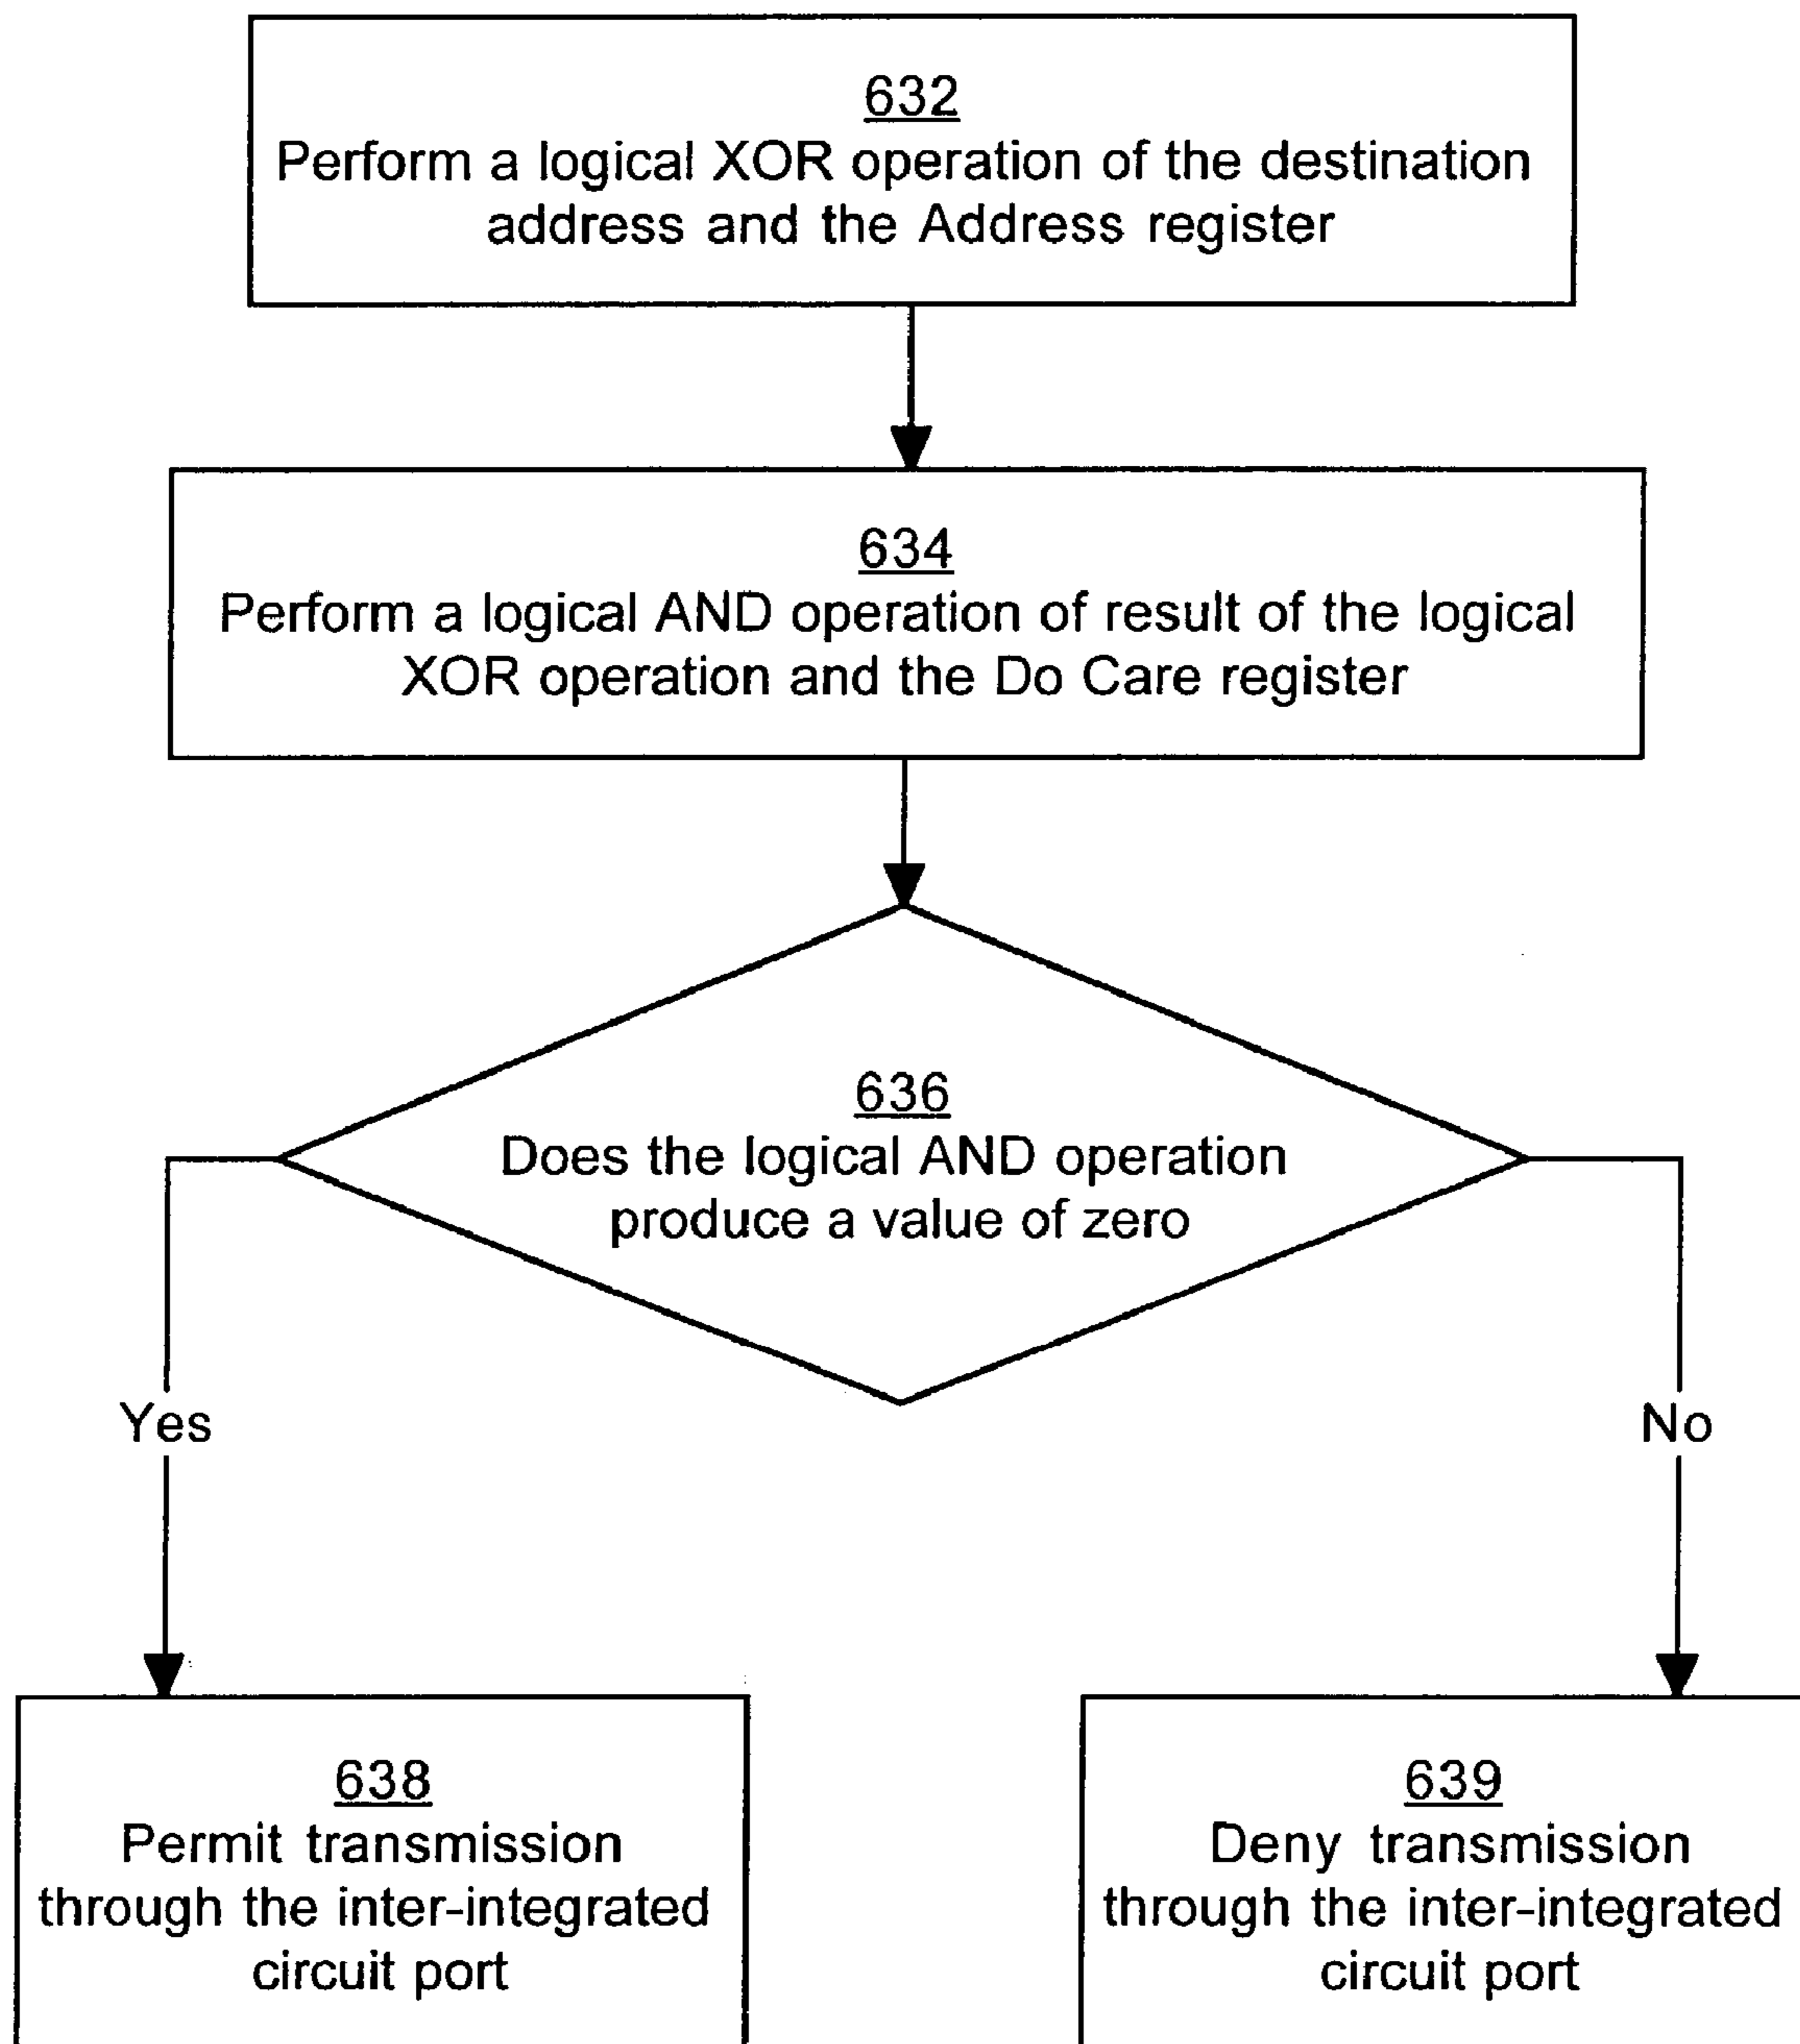 632
Perform a logical XOR operation of the destination
address and the Address register
634
Perform a logical AND operation of result of the logical
XOR operation and the Do Care register
636
Does the logical AND operation
produce a value of zero
Yes
No
638
Permit transmission
through the inter-integrated
circuit port
639
Deny transmission
through the inter-integrated
circuit port